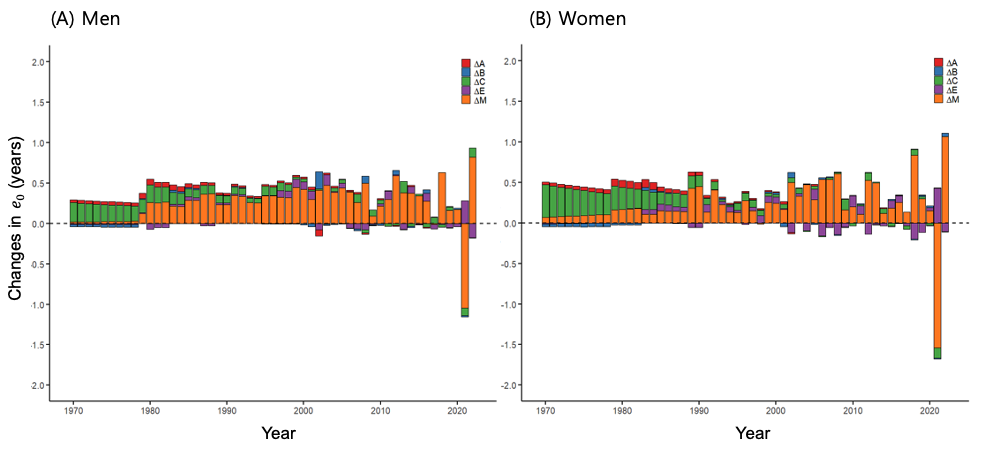 (A) Men
(B) Women
Changes in e0 (years)
2.0
1.5
1.0
0.5
0.0
-0.5
-1.0
-1.5
-2.0
ΔA
ΔB
ΔC
ΔE
ΔM
1970
1980
1990
2000
2010
2020
Year
2.0
1.5
1.0
0.5
0.0
-0.5
-1.0
-1.5
-2.0
ΔA
ΔB
ΔC
ΔE
ΔM
1970
1980
1990
2000
2010
2020
Year